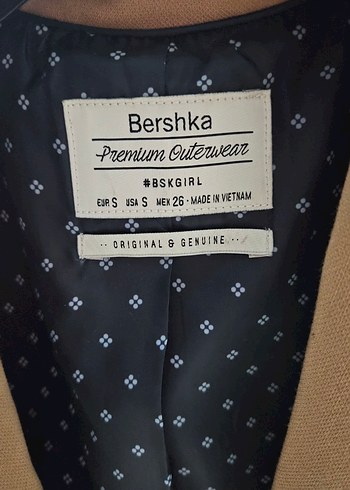 Bershka
Premium Outerwear
#BSKGIRL
EUR S USA S MEX 26 - MADE IN VIETNAM
·· ORIGINAL & GENUINE ··